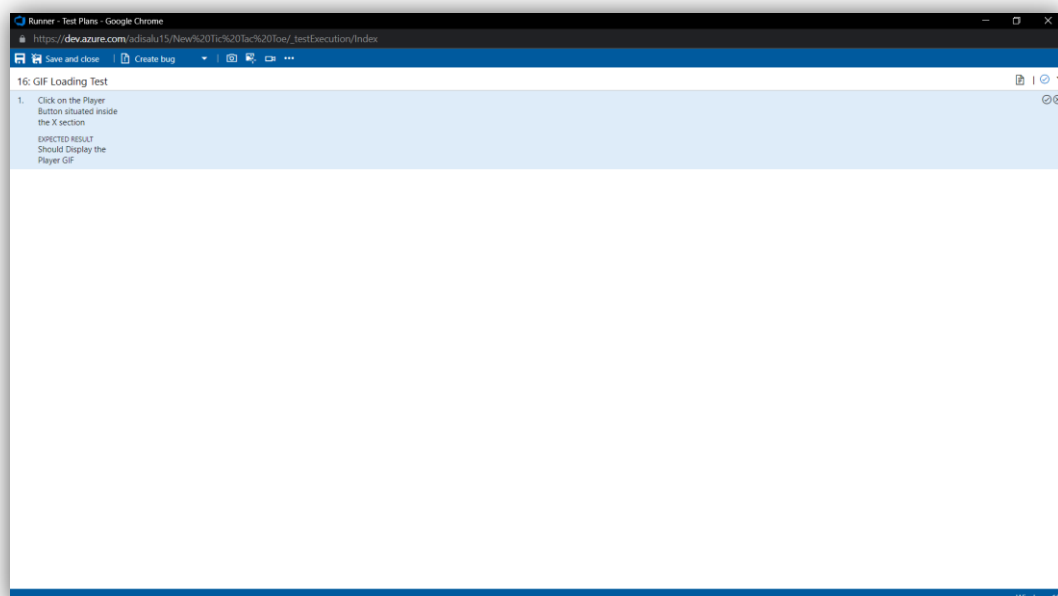 Runner - Test Plans - Google Chrome
https://dev.azure.com/adisalu15/New%20Tic%20Tac%20Toe/_testExecution/Index
Save and close | Create bug
16: GIF Loading Test
1. Click on the Player
Button situated inside
the X section
EXPECTED RESULT
Should Display the
Player GIF